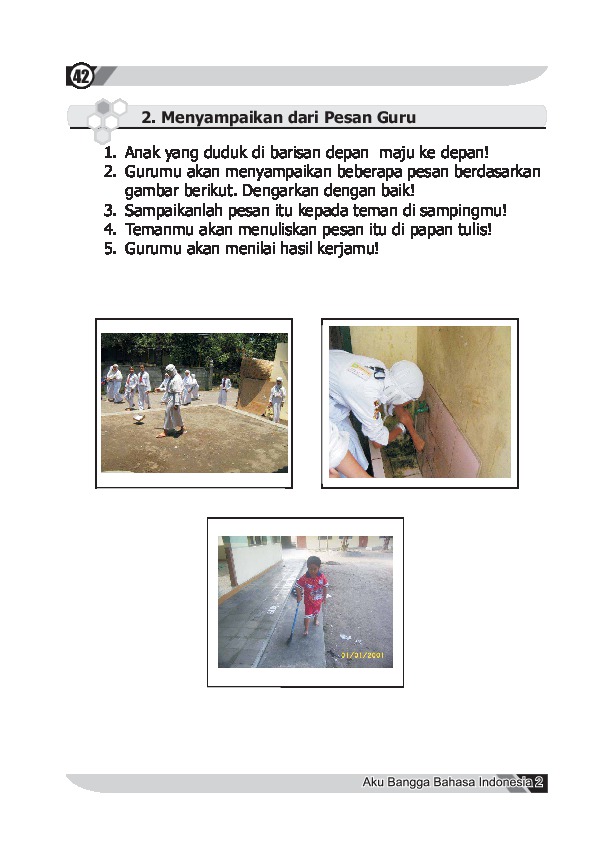 42
2. Menyampaikan dari Pesan Guru
1. Anak yang duduk di barisan depan maju ke depan!
2. Gurumu akan menyampaikan beberapa pesan berdasarkan
gambar berikut. Dengarkan dengan baik!
3. Sampaikanlah pesan itu kepada teman di sampingmu!
4. Temanmu akan menuliskan pesan itu di papan tulis!
5. Gurumu akan menilai hasil kerjamu!
01/01/2001
Aku Bangga Bahasa Indonesia 2